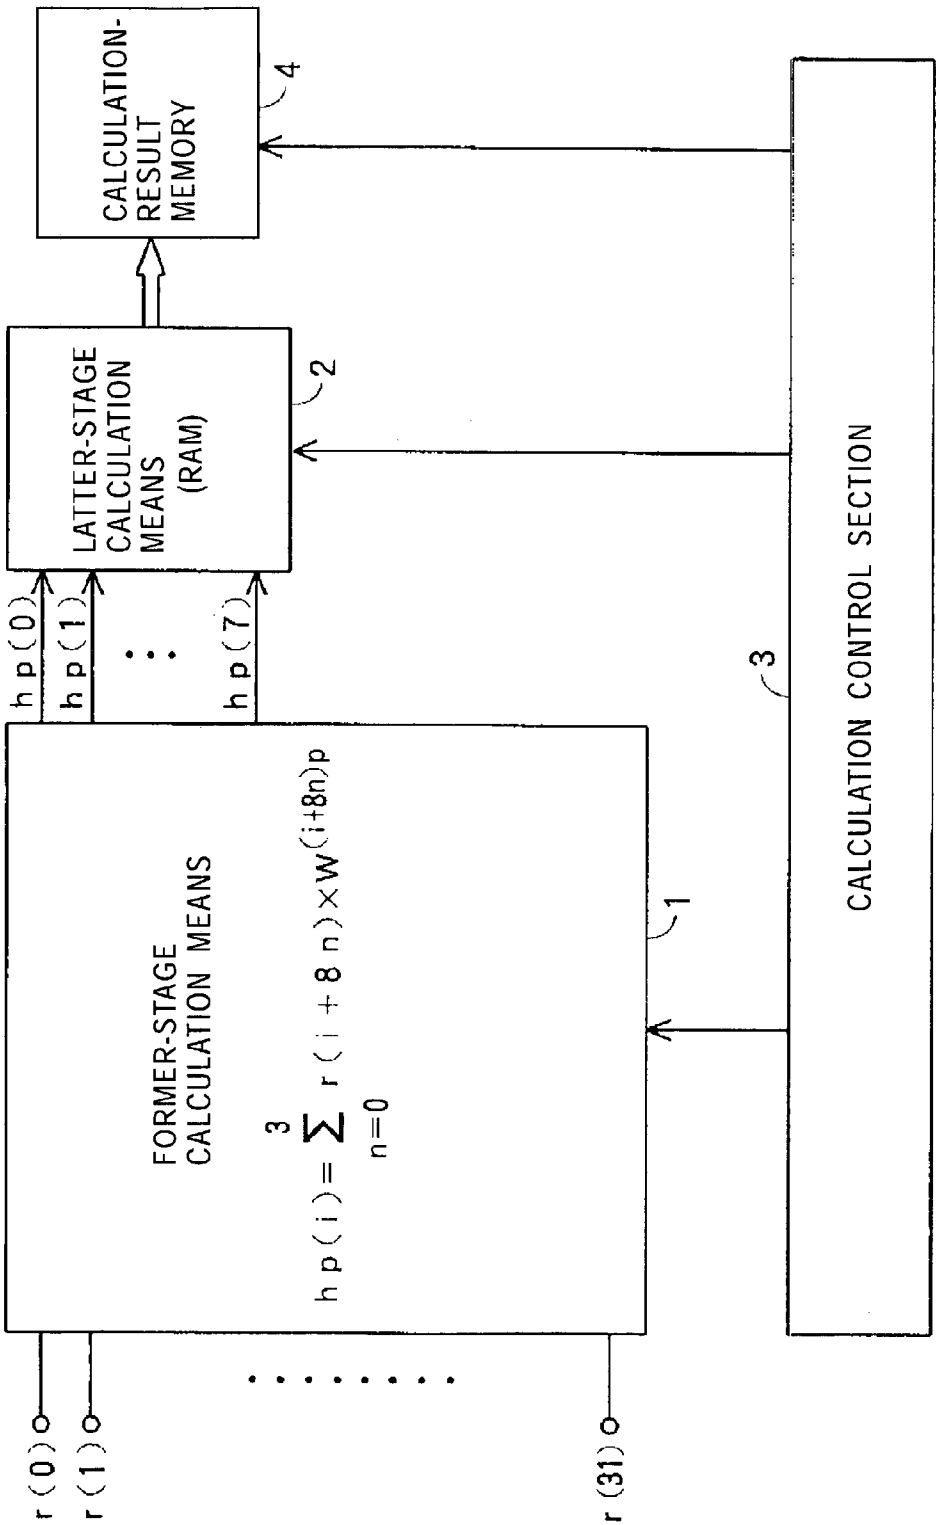 r(0)
r(1)
r(31)
FORMER-STAGE
CALCULATION MEANS
hp(i)= Σ r(i+8n)×W^(i+8n)p
3
n=0
1
hp(0)
hp(1)
hp(7)
LATTER-STAGE
CALCULATION
MEANS
(RAM)
2
CALCULATION-
RESULT
MEMORY
4
3
CALCULATION CONTROL SECTION